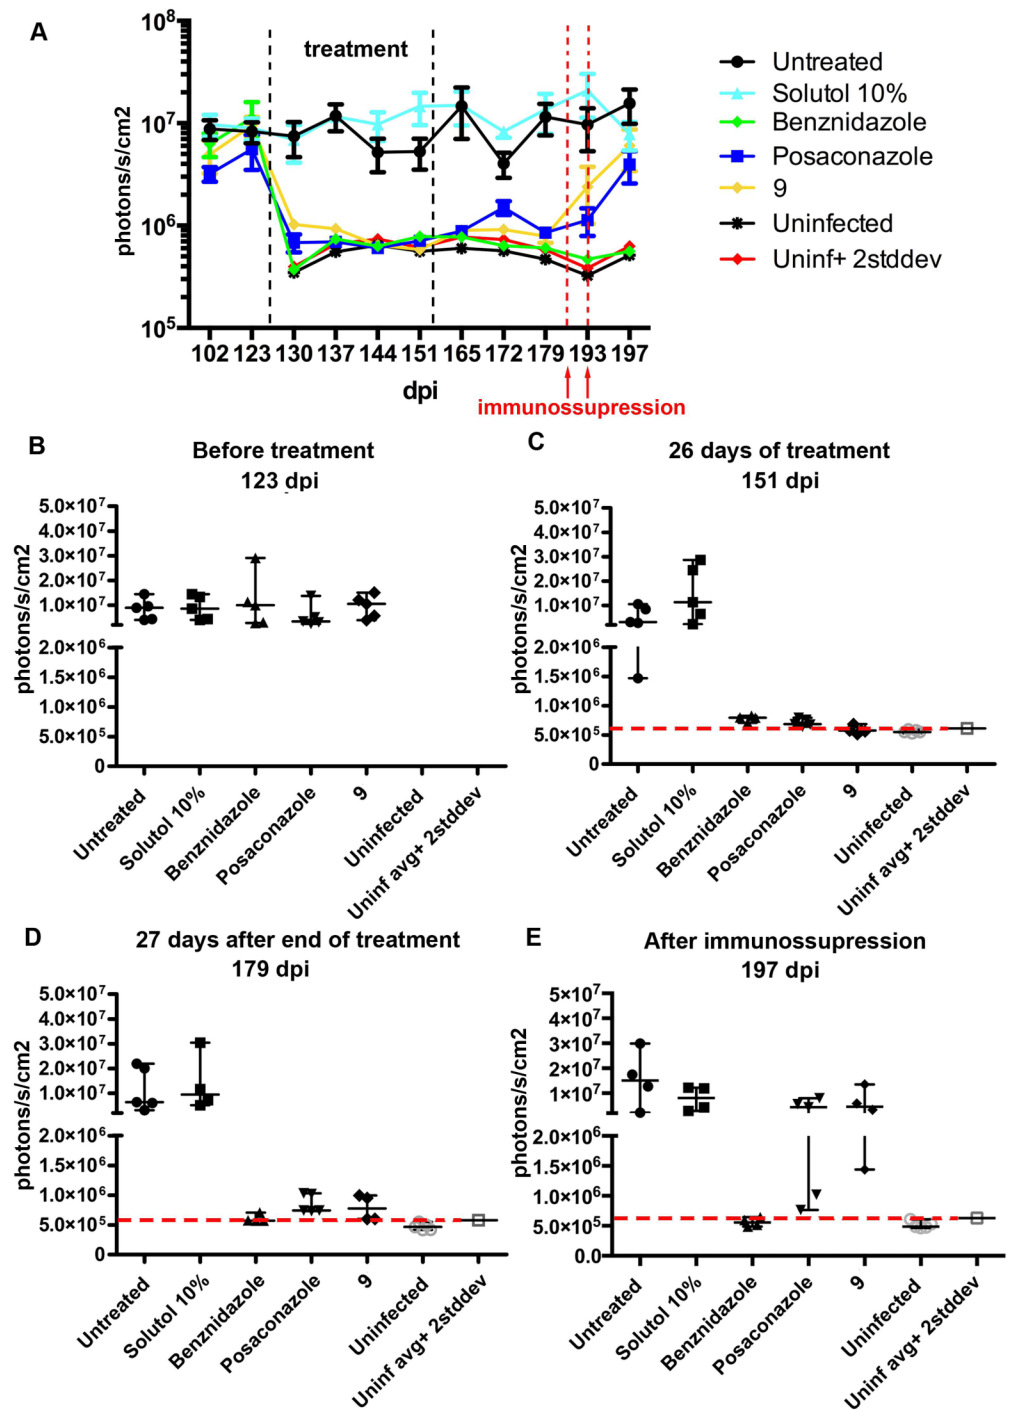 A
10^8
10^7
10^6
10^5
photons/s/cm2
treatment
102 123 130 137 144 151 165 172 179 193 197
dpi
immunossupression
Untreated
Solutol 10%
Benznidazole
Posaconazole
9
Uninfected
Uninf+ 2stddev
B
Before treatment
123 dpi
photons/s/cm2
5.0×10^7
4.0×10^7
3.0×10^7
2.0×10^7
1.0×10^7
2.0×10^6
1.5×10^6
1.0×10^6
5.0×10^5
0
Untreated
Solutol 10%
Benznidazole
Posaconazole
9
Uninfected
Uninf avg+ 2stddev
C
26 days of treatment
151 dpi
photons/s/cm2
5.0×10^7
4.0×10^7
3.0×10^7
2.0×10^7
1.0×10^7
2.0×10^6
1.5×10^6
1.0×10^6
5.0×10^5
0
Untreated
Solutol 10%
Benznidazole
Posaconazole
9
Uninfected
Uninf avg+ 2stddev
D
27 days after end of treatment
179 dpi
photons/s/cm2
5.0×10^7
4.0×10^7
3.0×10^7
2.0×10^7
1.0×10^7
2.0×10^6
1.5×10^6
1.0×10^6
5.0×10^5
0
Untreated
Solutol 10%
Benznidazole
Posaconazole
9
Uninfected
Uninf avg+ 2stddev
E
After immunossupression
197 dpi
photons/s/cm2
5×10^7
4×10^7
3×10^7
2×10^7
1×10^7
2.0×10^6
1.5×10^6
1.0×10^6
5.0×10^5
0.0
Untreated
Solutol 10%
Benznidazole
Posaconazole
9
Uninfected
Uninf avg+ 2stddev